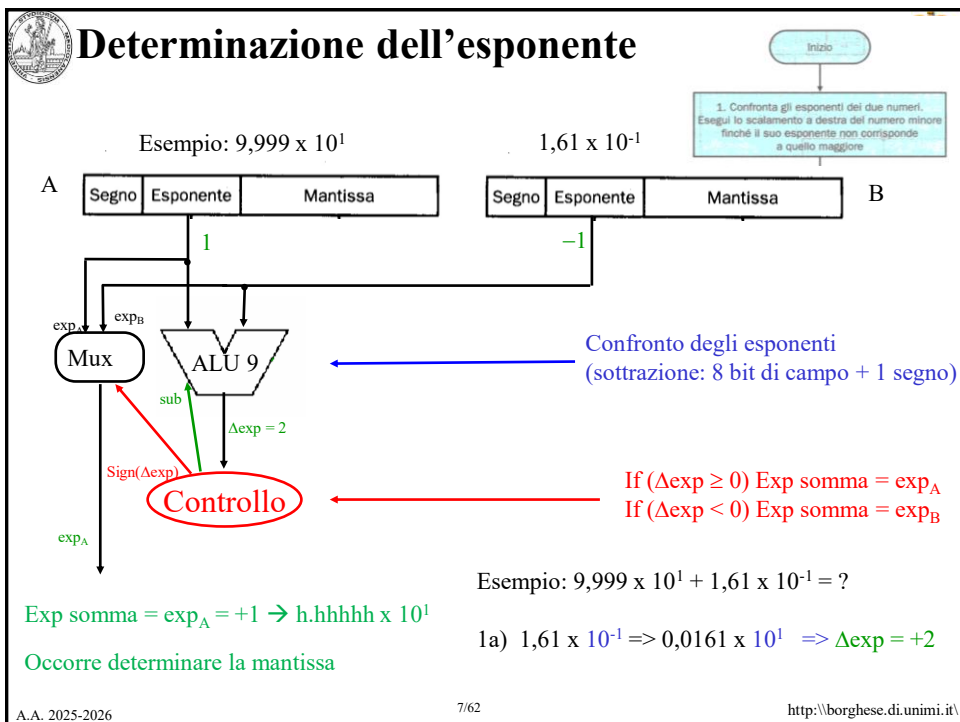 Determinazione dell'esponente
Inizio
1. Confronta gli esponenti dei due numeri.
Esegui lo scalamento a destra del numero minore
finché il suo esponente non corrisponde
a quello maggiore
Esempio: 9,999 x 10¹
1,61 x 10⁻¹
A
Segno
Esponente
Mantissa
Segno
Esponente
Mantissa
B
1
−1
exp_A
exp_B
Mux
ALU 9
Confronto degli esponenti
(sottrazione: 8 bit di campo + 1 segno)
sub
Δexp = 2
Sign(Δexp)
Controllo
If (Δexp ≥ 0) Exp somma = exp_A
If (Δexp < 0) Exp somma = exp_B
exp_A
Esempio: 9,999 x 10¹ + 1,61 x 10⁻¹ = ?
Exp somma = exp_A = +1 → h.hhhhh x 10¹
1a) 1,61 x 10⁻¹ => 0,0161 x 10¹ => Δexp = +2
Occorre determinare la mantissa
A.A. 2025-2026
7/62
http:\\borghese.di.unimi.it\